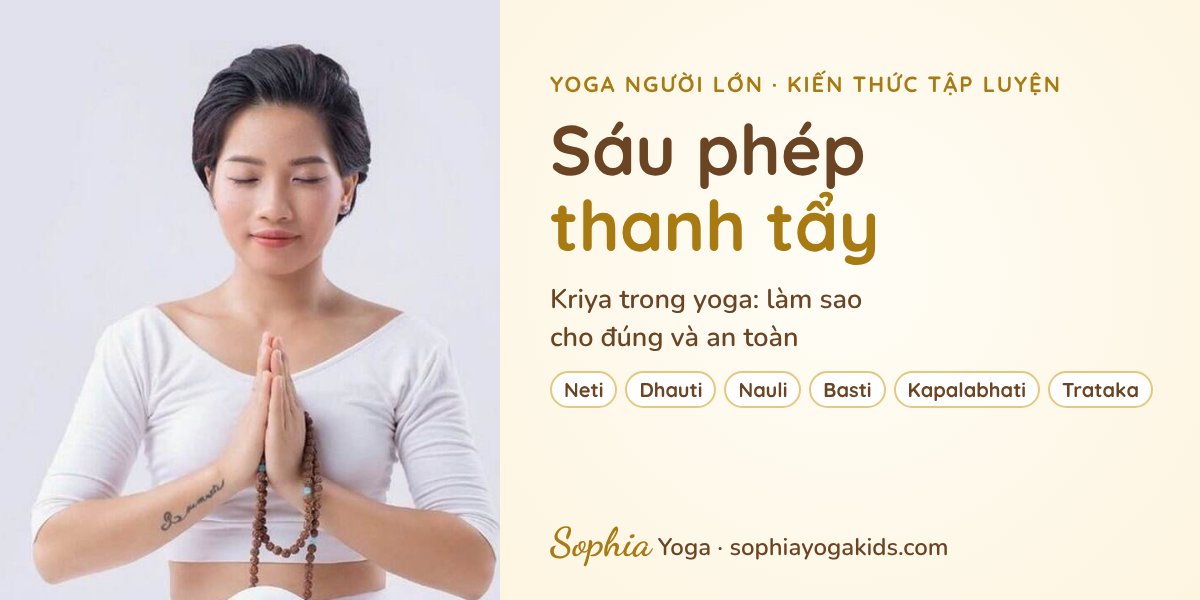 YOGA NGƯỜI LỚN · KIẾN THỨC TẬP LUYỆN
Sáu phép
thanh tẩy
Kriya trong yoga: làm sao
cho đúng và an toàn
Neti Dhauti Nauli Basti Kapalabhati Trataka
Sophia Yoga · sophiayogakids.com